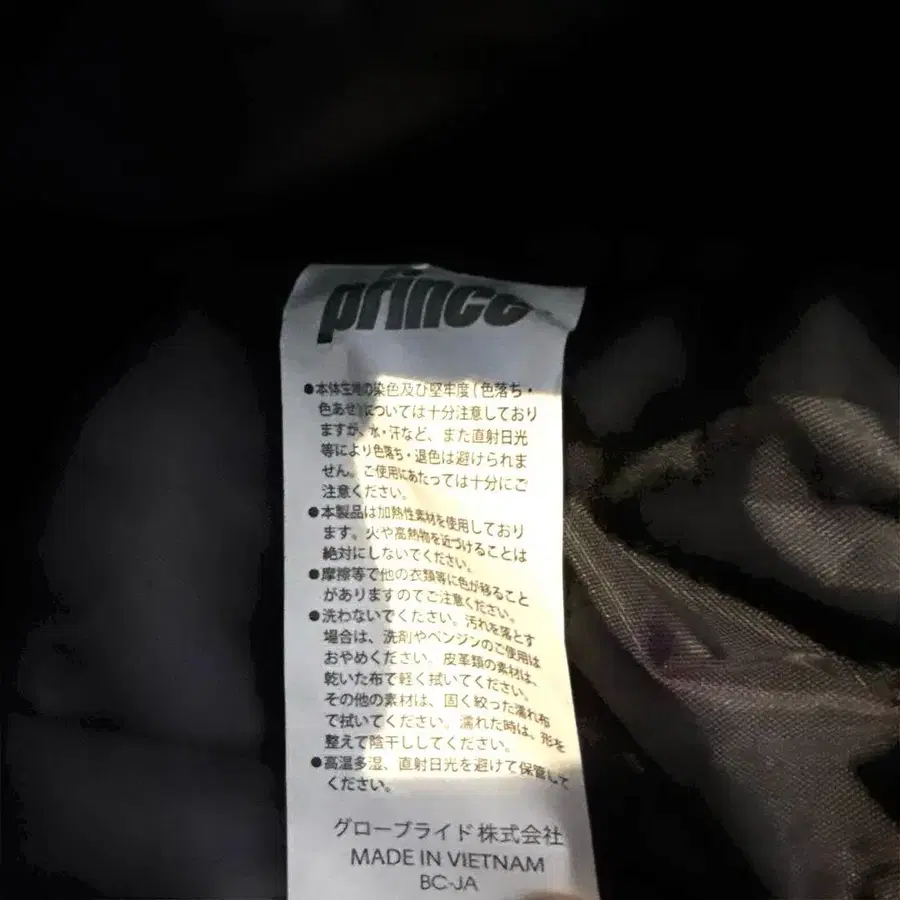 prince
●本体生地の染色及び堅牢度(色落ち・
色あせ)については十分注意しており
ますが、水・汗など、また直射日光
等により色落ち・退色は避けられま
せん。ご使用にあたっては十分にご
注意ください。
●本製品は加熱性素材を使用しており
ます。火や高熱物を近づけることは
絶対にしないでください。
●摩擦等で他の衣類等に色が移ること
がありますのでご注意ください。
●洗わないでください。汚れを落とす
場合は、洗剤やベンジンのご使用は
おやめください。皮革類の素材は、
乾いた布で軽く拭いてください。
その他の素材は、固く絞った濡れ布
で拭いてください。濡れた時は、形を
整えて陰干ししてください。
●高温多湿、直射日光を避けて保管して
ください。
グローブライド株式会社
MADE IN VIETNAM
BC-JA